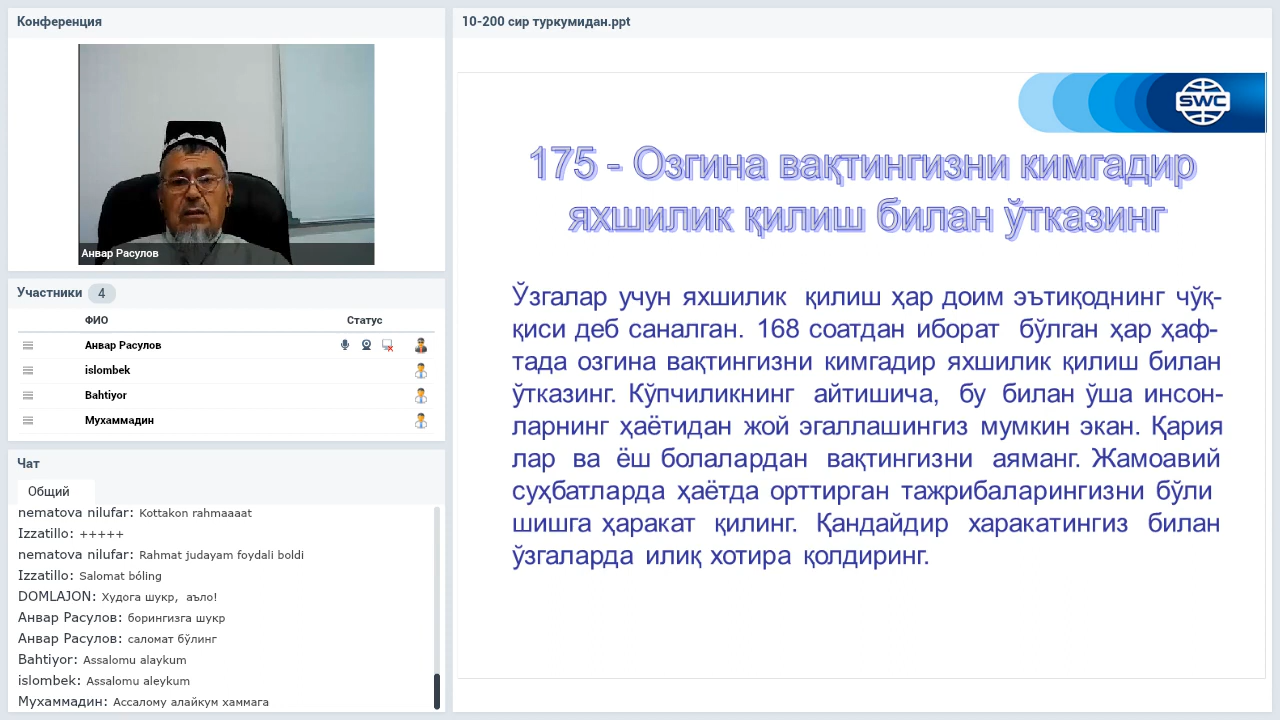 Конференция
Анвар Расулов
Участники 4
ФИО Статус
Анвар Расулов
islombek
Bahtiyor
Мухаммадин
Чат
Общий
nematova nilufar: Kottakon rahmaaaat
Izzatillo: +++++
nematova nilufar: Rahmat judayam foydali boldi
Izzatillo: Salomat bóling
DOMLAJON: Худога шукр, аъло!
Анвар Расулов: борингизга шукр
Анвар Расулов: саломат бўлинг
Bahtiyor: Assalomu alaykum
islombek: Assalomu aleykum
Мухаммадин: Ассалому алайкум хаммага
10-200 сир туркумидан.ppt
SWC
175 - Озгина вақтингизни кимгадир
яхшилик қилиш билан ўтказинг
Ўзгалар учун яхшилик қилиш ҳар доим эътиқоднинг чўқ-
қиси деб саналган. 168 соатдан иборат бўлган ҳар ҳаф-
тада озгина вақтингизни кимгадир яхшилик қилиш билан
ўтказинг. Кўпчиликнинг айтишича, бу билан ўша инсон-
ларнинг ҳаётидан жой эгаллашингиз мумкин экан. Қария
лар ва ёш болалардан вақтингизни аяманг. Жамоавий
суҳбатларда ҳаётда орттирган тажрибаларингизни бўли
шишга ҳаракат қилинг. Қандайдир харакатингиз билан
ўзгаларда илиқ хотира қолдиринг.